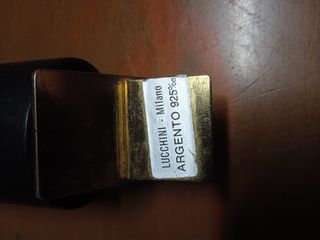 LUCCHINI - Milano
ARGENTO 925‰